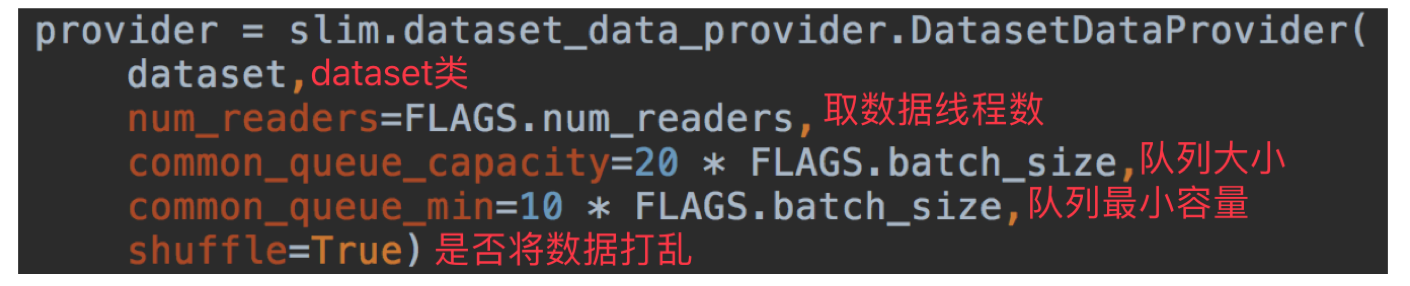 provider = slim.dataset_data_provider.DatasetDataProvider(
dataset,dataset类
num_readers=FLAGS.num_readers,取数据线程数
common_queue_capacity=20 * FLAGS.batch_size,队列大小
common_queue_min=10 * FLAGS.batch_size,队列最小容量
shuffle=True)是否将数据打乱